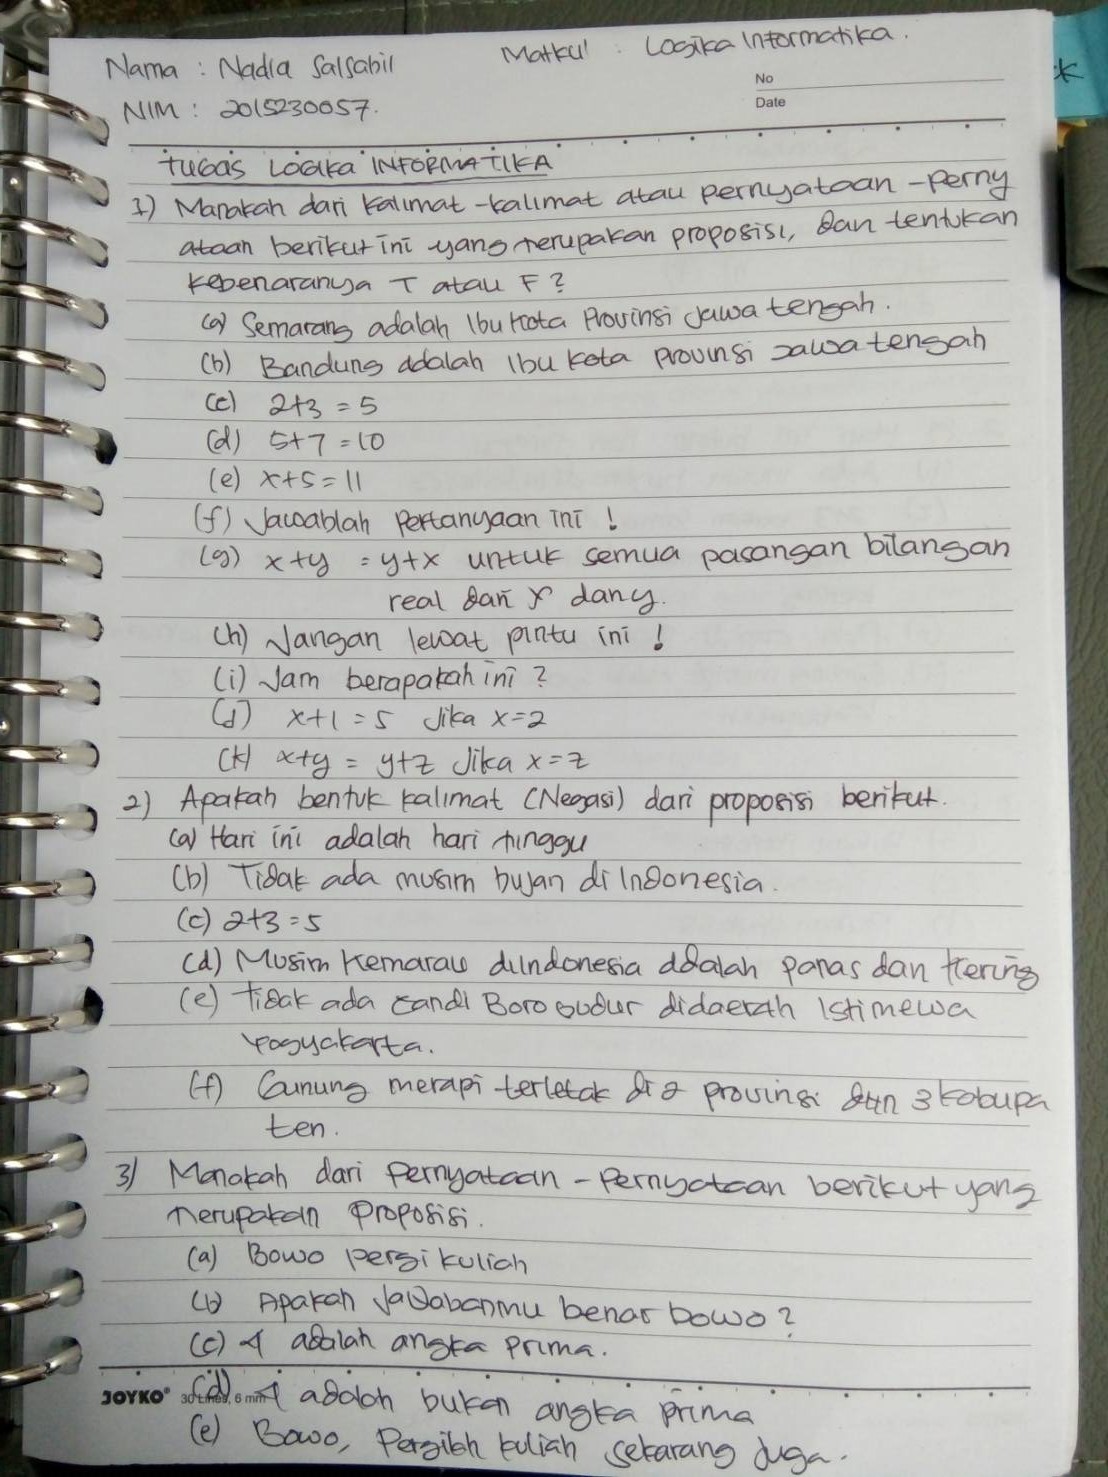 Nama : Nadia Salsabil Matkul : Logika Informatika.
No
NIM : 2015230057.
Date
TUGAS LOGIKA INFORMATIKA
1) Manakah dari kalimat-kalimat atau pernyataan-perny
ataan berikut ini yang merupakan proposisi, dan tentukan
kebenaranya T atau F?
(a) Semarang adalah Ibu Kota Provinsi Jawa tengah.
(b) Bandung adalah Ibu Kota provinsi Jawa tengah
(c) 2+3 = 5
(d) 5+7 = 10
(e) x+5 = 11
(f) Jawablah Pertanyaan ini !
(g) x+y = y+x untuk semua pasangan bilangan
real dari x dan y.
(h) Jangan lewat pintu ini !
(i) Jam berapakah ini ?
(j) x+1 = 5 Jika x=2
(k) x+y = y+z Jika x=z
2) Apakah bentuk kalimat (Negasi) dari proposisi berikut.
(a) Hari ini adalah hari minggu
(b) Tidak ada musim hujan di Indonesia.
(c) 2+3 = 5
(d) Musim Kemarau diIndonesia adalah panas dan Kering
(e) Tidak ada candi Borobudur didaerah Istimewa
Yogyakarta.
(f) Gunung merapi terletak di 2 provinsi dan 3 kabupa
ten.
3) Manakah dari Pernyataan - Pernyataan berikut yang
merupakan proposisi.
(a) Bowo pergi kuliah
(b) Apakah Jawabanmu benar bowo ?
(c) 4 adalah angka prima.
(d) 4 adalah bukan angka prima
JOYKO® 30 Lines, 6 mm
(e) Bowo, Pergilah kuliah sekarang Juga.